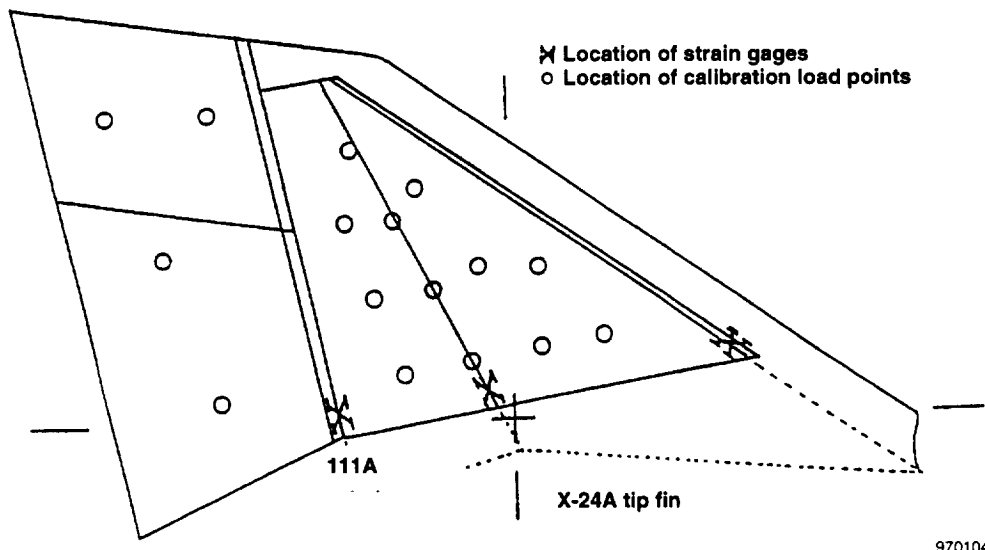 Location of strain gages
Location of calibration load points
111A
X-24A tip fin
970104